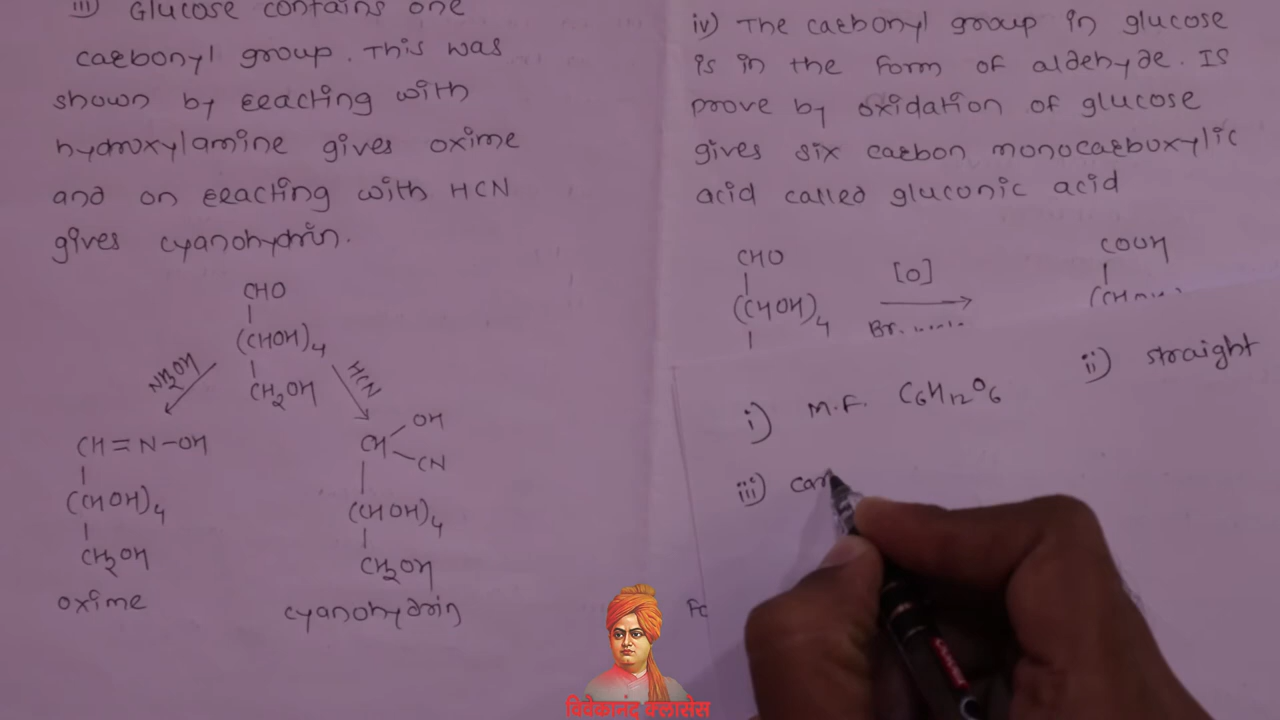 iii) Glucose contains one
carbonyl group. This was
shown by reacting with
hydroxylamine gives oxime
and on reacting with HCN
gives cyanohydrin.
CHO
(CHOH)4
CH2OH
NH2OH
HCN
CH=N-OH
(CHOH)4
CH2OH
oxime
OH
CH
CN
(CHOH)4
CH2OH
cyanohydrin
iv) The carbonyl group in glucose
is in the form of aldehyde. Is
prove by oxidation of glucose
gives six carbon monocarboxylic
acid called gluconic acid
CHO
(CHOH)4
[O]
Br.
COOH
i) M.F. C6H12O6
ii) straight
iii) car
विवेकानंद क्लासेस